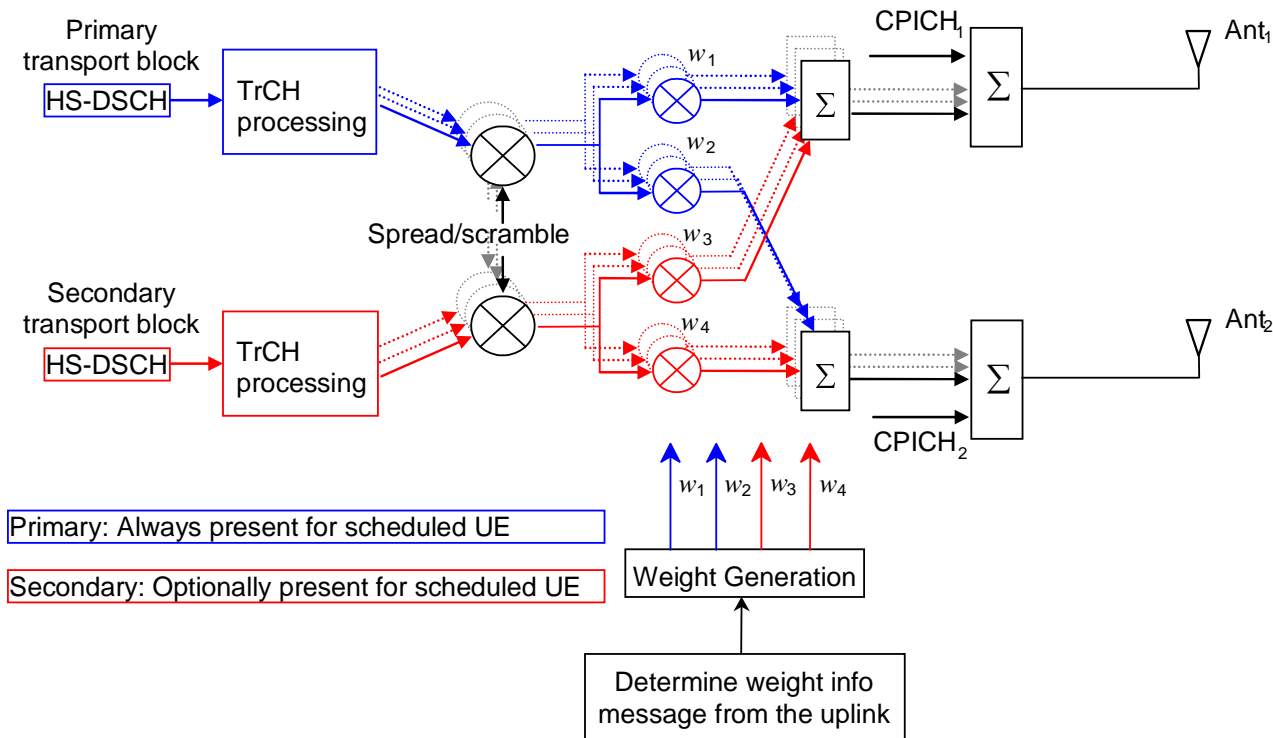 Primary
transport block
HS-DSCH
TrCH
processing
w1
w2
Σ
CPICH1
Σ
Ant1
Spread/scramble
Secondary
transport block
HS-DSCH
TrCH
processing
w3
w4
Σ
CPICH2
Σ
Ant2
w1 w2 w3 w4
Primary: Always present for scheduled UE
Secondary: Optionally present for scheduled UE
Weight Generation
Determine weight info
message from the uplink